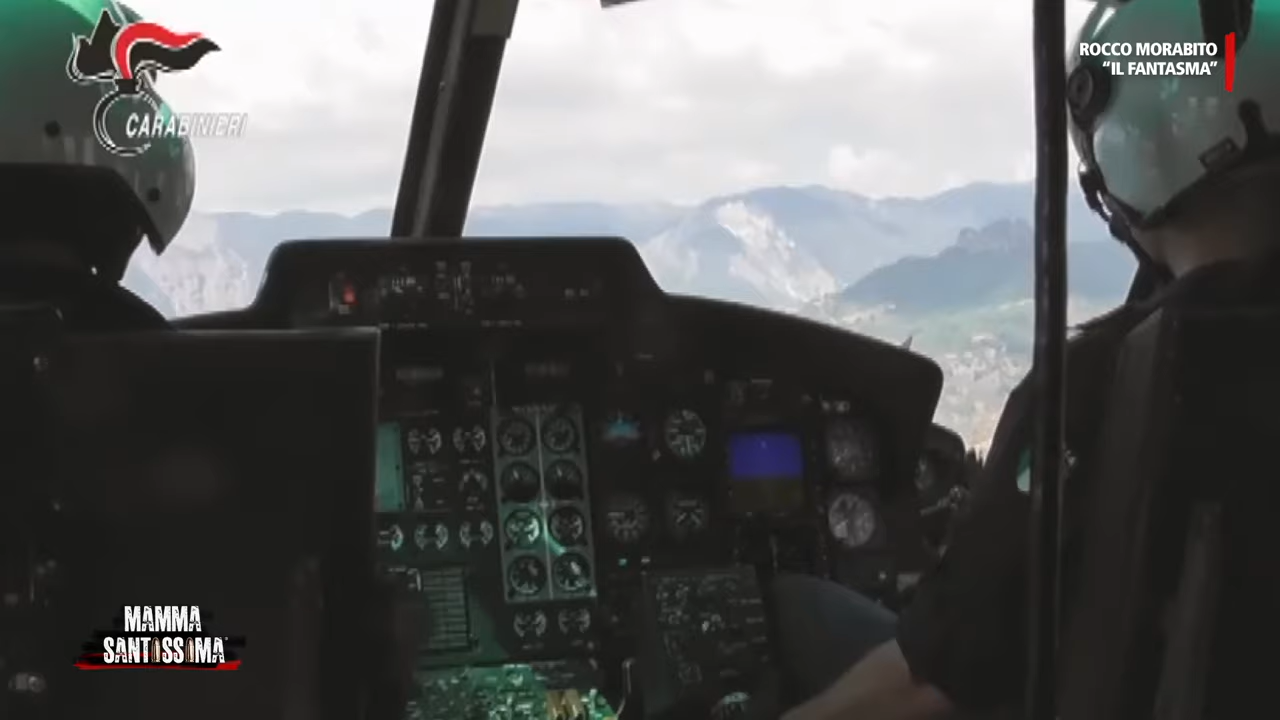 CARABINIERI
ROCCO MORABITO
“IL FANTASMA”
MAMMA
SANTISSIMA